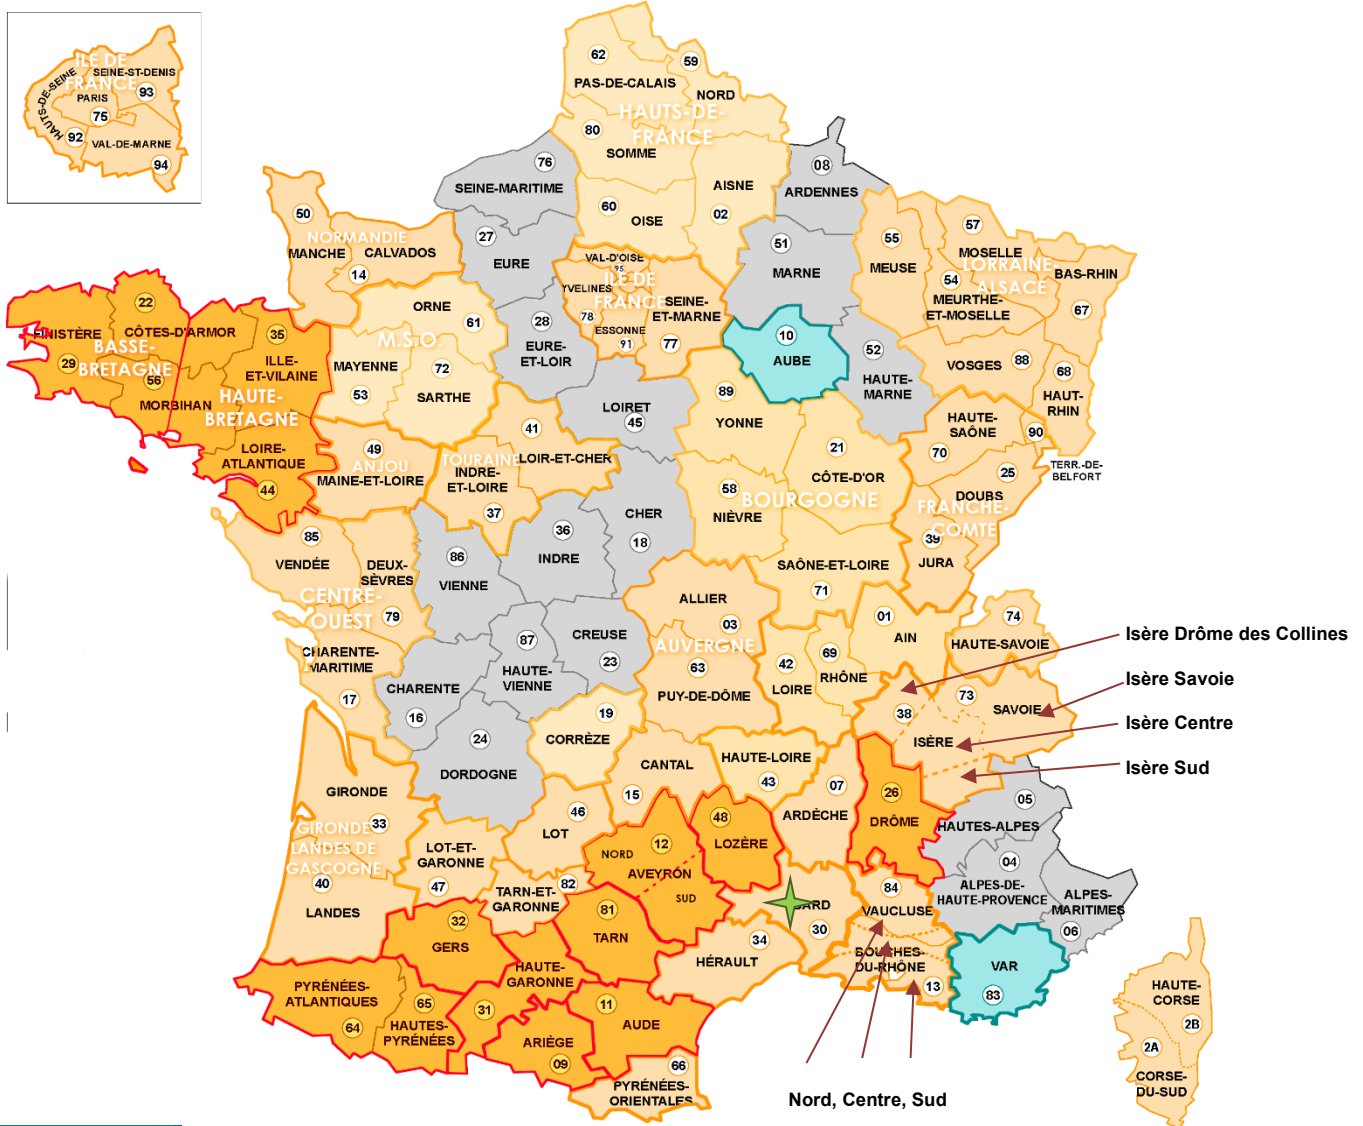 ILE DE
FRANCE
SEINE-ST-DENIS
HAUTS-DE-SEINE
PARIS
93
75
92
VAL-DE-MARNE
94
62
59
PAS-DE-CALAIS
NORD
HAUTS-DE-
FRANCE
80
SOMME
76
SEINE-MARITIME
AISNE
08
ARDENNES
60
OISE
02
50
NORMANDIE
MANCHE
CALVADOS
14
27
EURE
51
MARNE
55
MEUSE
57
MOSELLE
LORRAINE-
ALSACE
54
BAS-RHIN
MEURTHE-
ET-MOSELLE
67
VAL-D'OISE
95
YVELINES
ILE DE
FRANCE
SEINE-
ET-MARNE
78
ESSONNE
91
77
22
FINISTÈRE
CÔTES-D'ARMOR
BASSE-
BRETAGNE
29
56
MORBIHAN
35
ILLE-
ET-VILAINE
HAUTE-
BRETAGNE
LOIRE-
ATLANTIQUE
44
ORNE
61
M.S.O.
MAYENNE
53
72
SARTHE
28
EURE-
ET-LOIR
10
AUBE
52
HAUTE-
MARNE
VOSGES
88
68
HAUT-
RHIN
LOIRET
45
89
YONNE
HAUTE-
SAÔNE
70
90
TERR.-DE-
BELFORT
25
DOUBS
FRANCHE-
COMTE
39
JURA
49
ANJOU
MAINE-ET-LOIRE
41
TOURAINE
LOIR-ET-CHER
INDRE-
ET-LOIRE
37
21
CÔTE-D'OR
58
NIÈVRE
BOURGOGNE
CHER
18
36
INDRE
SAÔNE-ET-LOIRE
71
85
VENDÉE
DEUX-
SÈVRES
CENTRE-
OUEST
79
86
VIENNE
CHARENTE-
MARITIME
17
87
HAUTE-
VIENNE
CREUSE
23
ALLIER
03
AUVERGNE
63
PUY-DE-DÔME
42
LOIRE
69
RHÔNE
01
AIN
74
HAUTE-SAVOIE
Isère Drôme des Collines
Isère Savoie
Isère Centre
Isère Sud
73
SAVOIE
38
ISÈRE
CHARENTE
16
24
DORDOGNE
19
CORRÈZE
CANTAL
15
HAUTE-LOIRE
43
07
ARDÈCHE
26
DRÔME
05
HAUTES-ALPES
04
ALPES-DE-
HAUTE-PROVENCE
ALPES-
MARITIMES
06
GIRONDE
33
GIRONDE
LANDES DE
GASCOGNE
40
LANDES
46
LOT
LOT-ET-
GARONNE
47
82
TARN-ET-
GARONNE
12
NORD
AVEYRON
SUD
48
LOZÈRE
GARD
30
84
VAUCLUSE
BOUCHES-
DU-RHÔNE
13
VAR
83
32
GERS
81
TARN
34
HÉRAULT
HAUTE-
GARONNE
31
PYRÉNÉES-
ATLANTIQUES
64
65
HAUTES-
PYRÉNÉES
11
AUDE
ARIÈGE
09
66
PYRÉNÉES-
ORIENTALES
Nord, Centre, Sud
HAUTE-
CORSE
2B
2A
CORSE-
DU-SUD